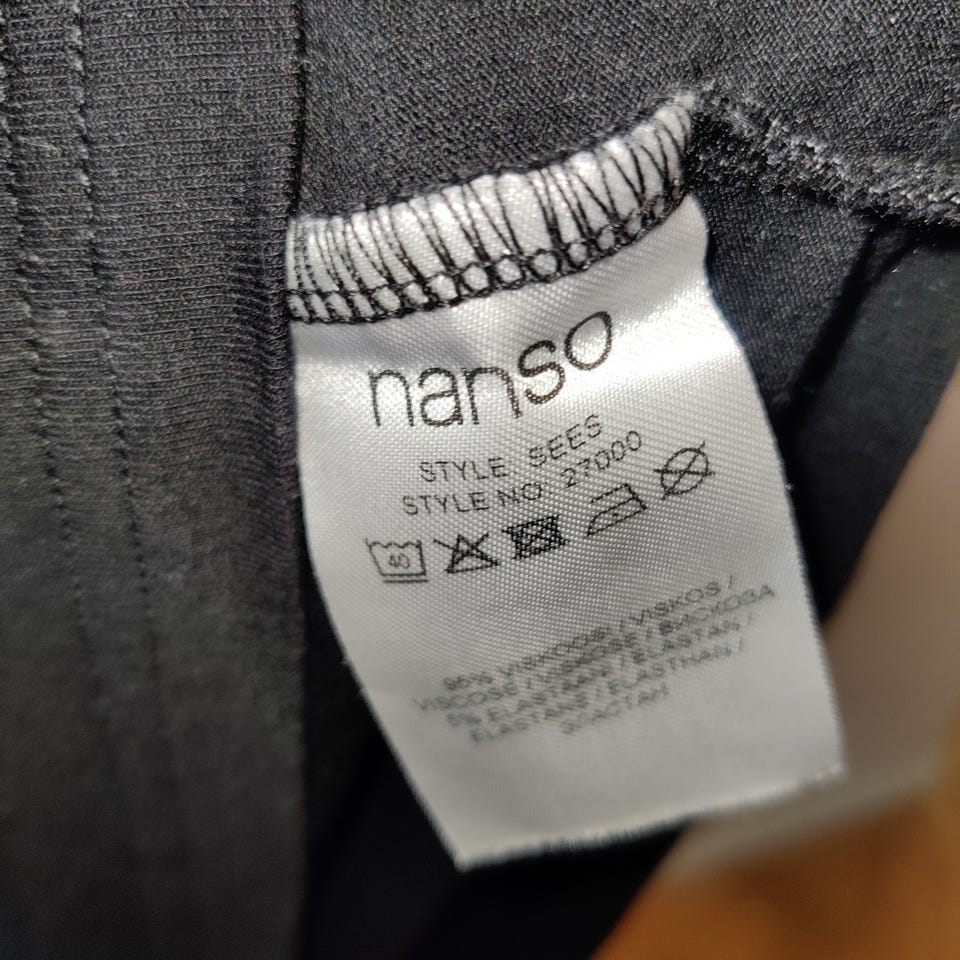 nanso
STYLE SEES
STYLE NO 27000
40
95% VISKOOSI / VISKOS /
VISCOSE / VISKOSE / ВИСКОЗА
5% ELASTAANI / ELASTAN /
ELASTANE / ELASTHAN /
ЭЛАСТАН